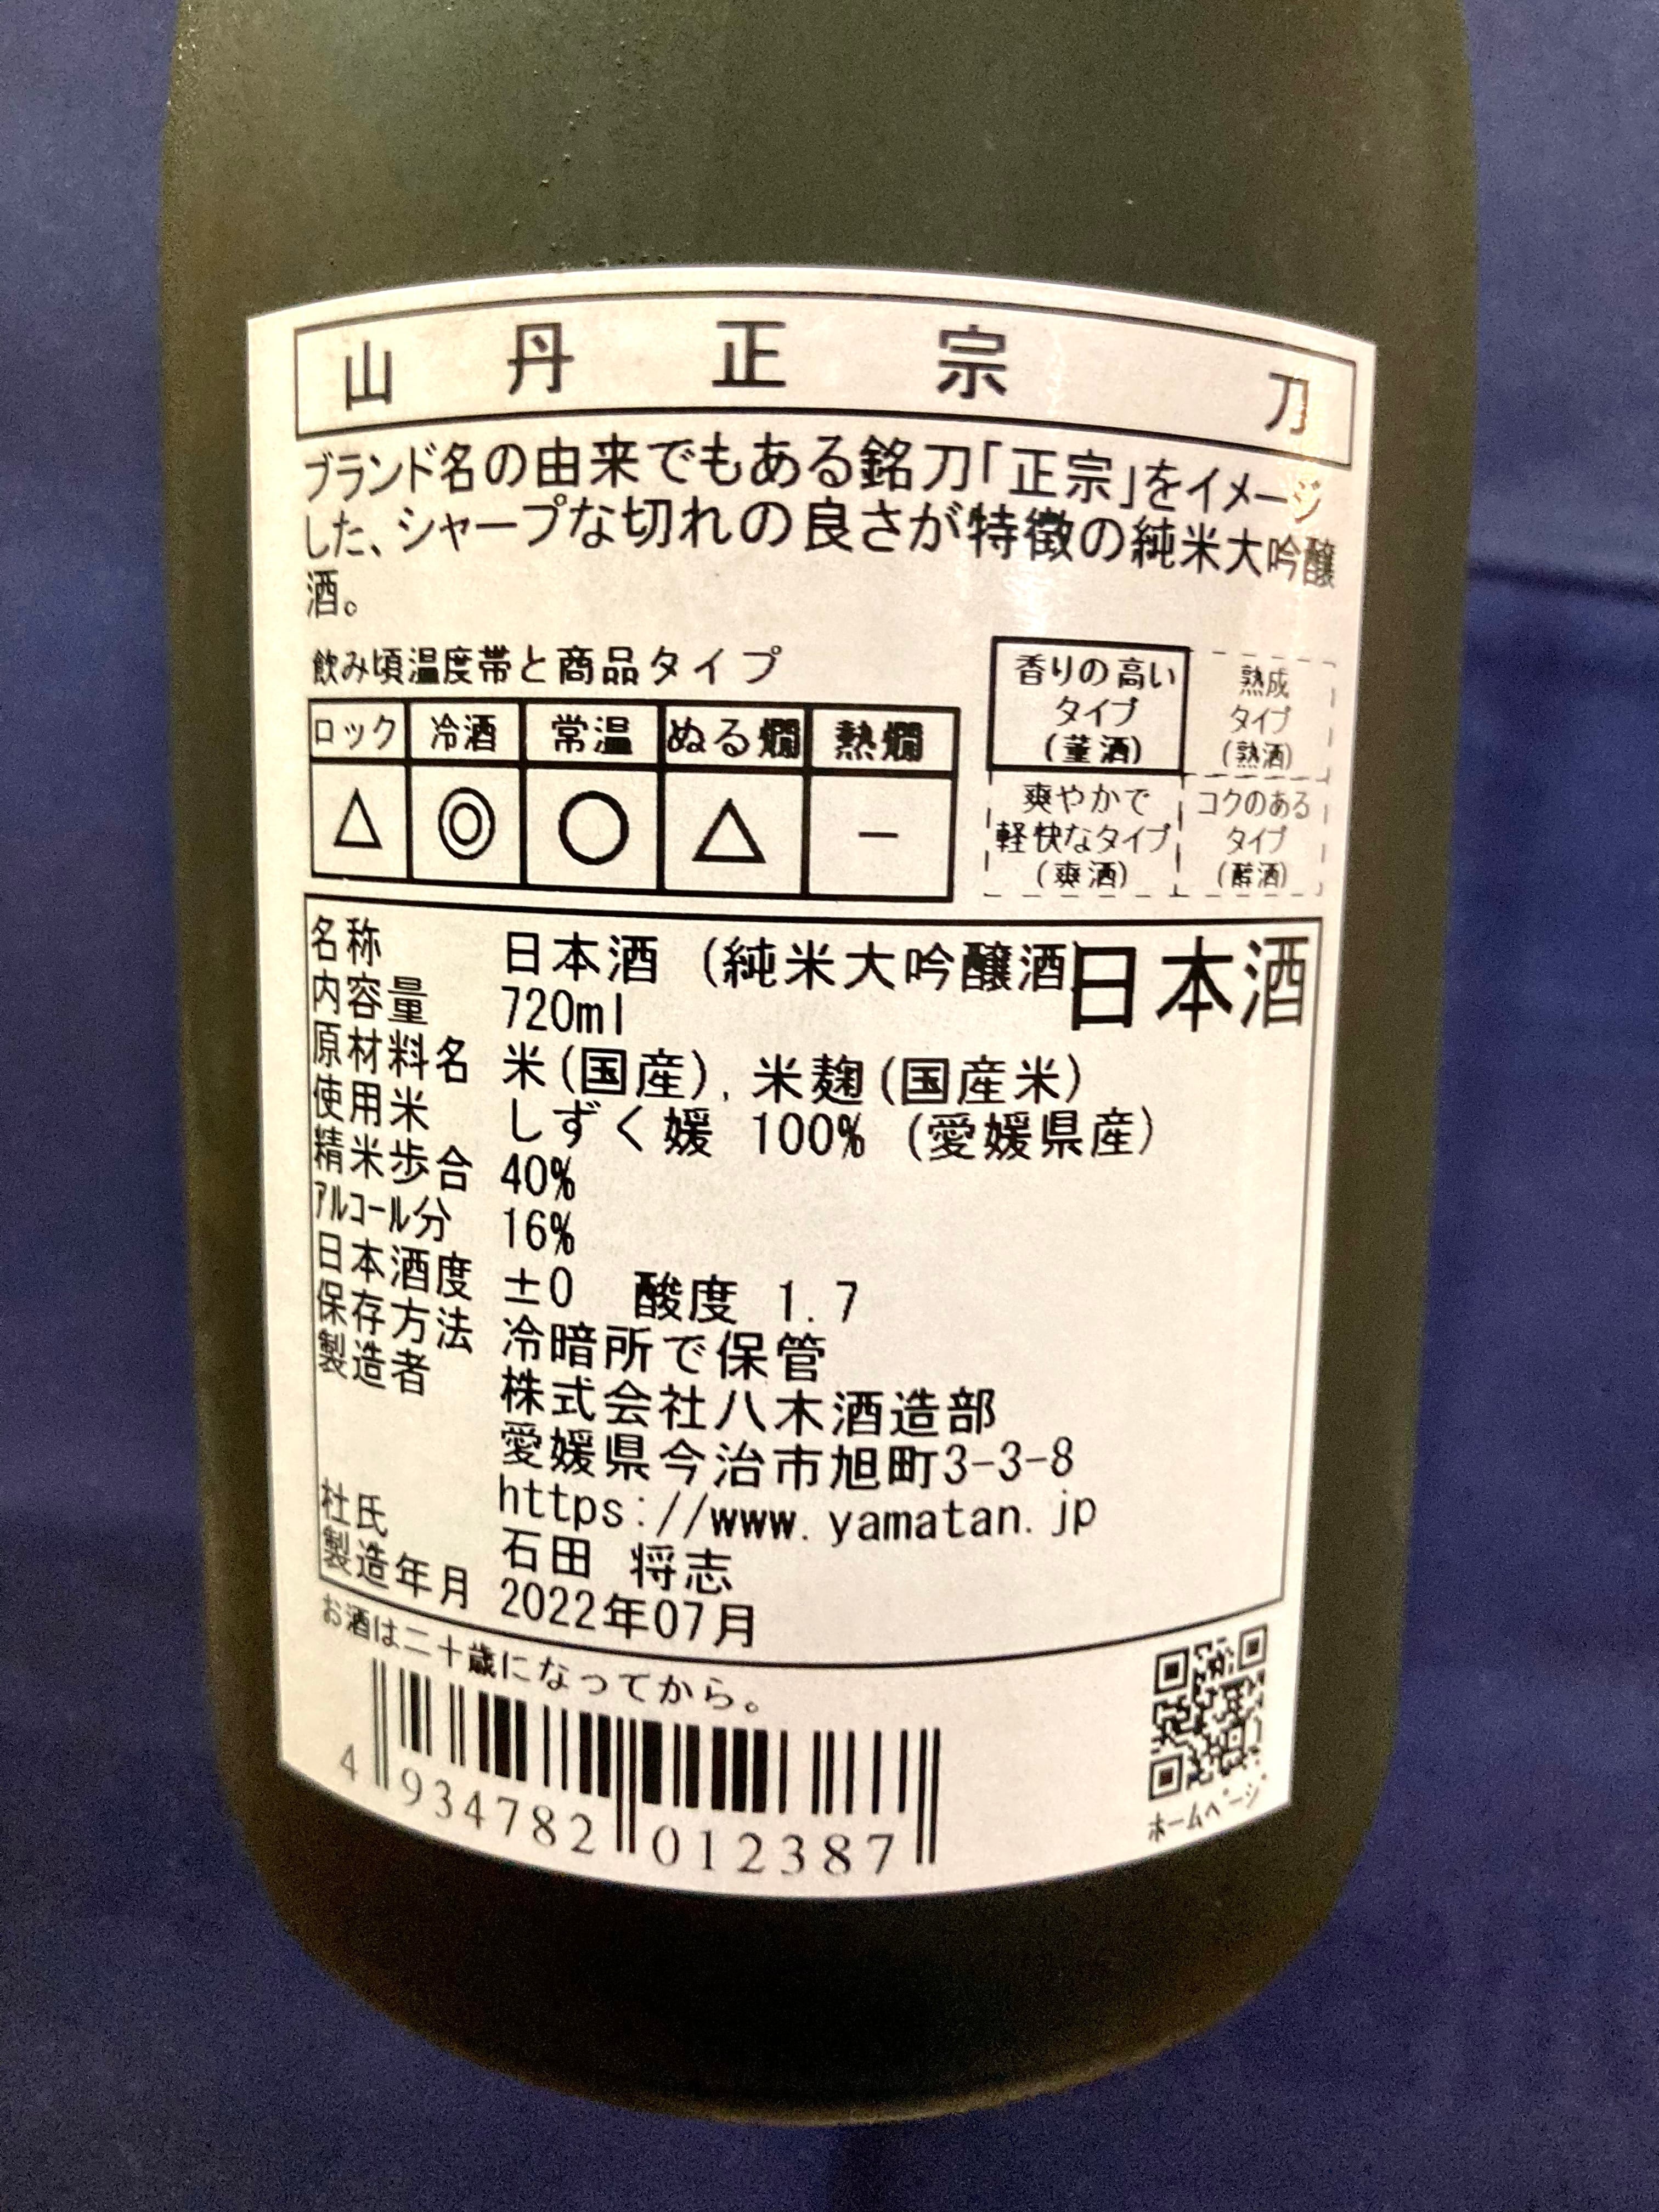 山丹正宗 刀
ブランド名の由来でもある銘刀「正宗」をイメージ
した、シャープな切れの良さが特徴の純米大吟醸
酒。
飲み頃温度帯と商品タイプ
ロック 冷酒 常温 ぬる燗 熱燗
△ ◎ ○ △ －
香りの高い
タイプ
(薫酒)
熟成
タイプ
(熟酒)
爽やかで
軽快なタイプ
(爽酒)
コクのある
タイプ
(醇酒)
名称 日本酒 (純米大吟醸酒)
日本酒
内容量 720ml
原材料名 米(国産), 米麹(国産米)
使用米 しずく媛 100% (愛媛県産)
精米歩合 40%
アルコール分 16%
日本酒度 ±0 酸度 1.7
保存方法 冷暗所で保管
製造者 株式会社八木酒造部
愛媛県今治市旭町3-3-8
https://www.yamatan.jp
杜氏 石田 将志
製造年月 2022年07月
お酒は二十歳になってから。
4 934782 012387
ホームページ